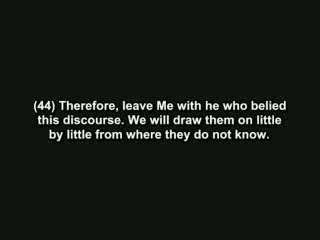 (44) Therefore, leave Me with he who belied
this discourse. We will draw them on little
by little from where they do not know.